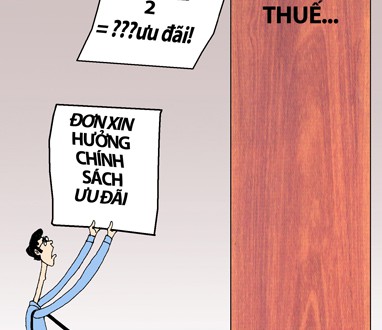 2
= ???ưu đãi!
THUẾ...
ĐƠN XIN
HƯỞNG
CHÍNH
SÁCH
ƯU ĐÃI